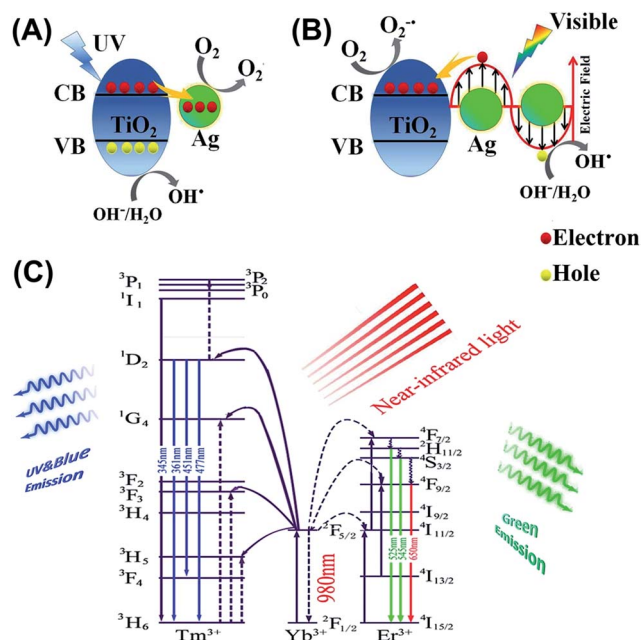 (A)
UV
O₂
O₂⁻
CB
TiO₂
VB
Ag
OH⁻/H₂O
OH•
(B)
Visible
O₂
O₂⁻•
CB
TiO₂
VB
Ag
Electric Field
OH•
OH⁻/H₂O
Electron
Hole
(C)
³P₁
³P₂
³P₀
¹I₁
¹D₂
¹G₄
³F₂
³F₃
³H₄
³H₅
³F₄
³H₆
345nm
361nm
451nm
477nm
Tm³⁺
UV&Blue
Emission
Near-infrared light
²F₅/₂
980nm
²F₁/₂
Yb³⁺
⁴F₇/₂
²H₁₁/₂
⁴S₃/₂
⁴F₉/₂
⁴I₉/₂
⁴I₁₁/₂
⁴I₁₃/₂
⁴I₁₅/₂
525nm
545nm
650nm
Er³⁺
Green
Emission